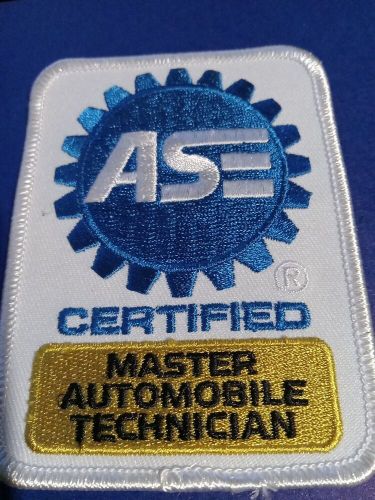 ASE
®
CERTIFIED
MASTER
AUTOMOBILE
TECHNICIAN